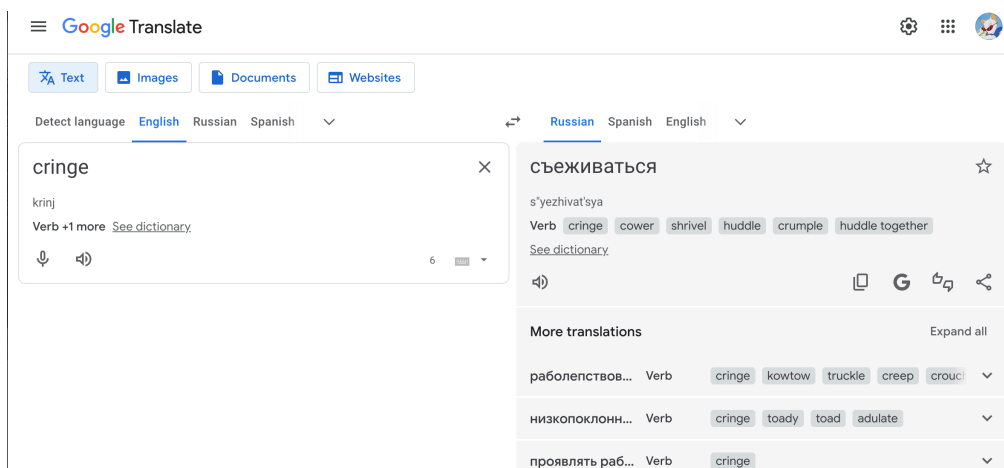 Google Translate
Text Images Documents Websites
Detect language English Russian Spanish
Russian Spanish English
cringe
krinj
Verb +1 more See dictionary
6
съеживаться
s"yezhivat'sya
Verb cringe cower shrivel huddle crumple huddle together
See dictionary
More translations Expand all
раболепствов... Verb cringe kowtow truckle creep crouc
низкопоклонн... Verb cringe toady toad adulate
проявлять раб... Verb cringe